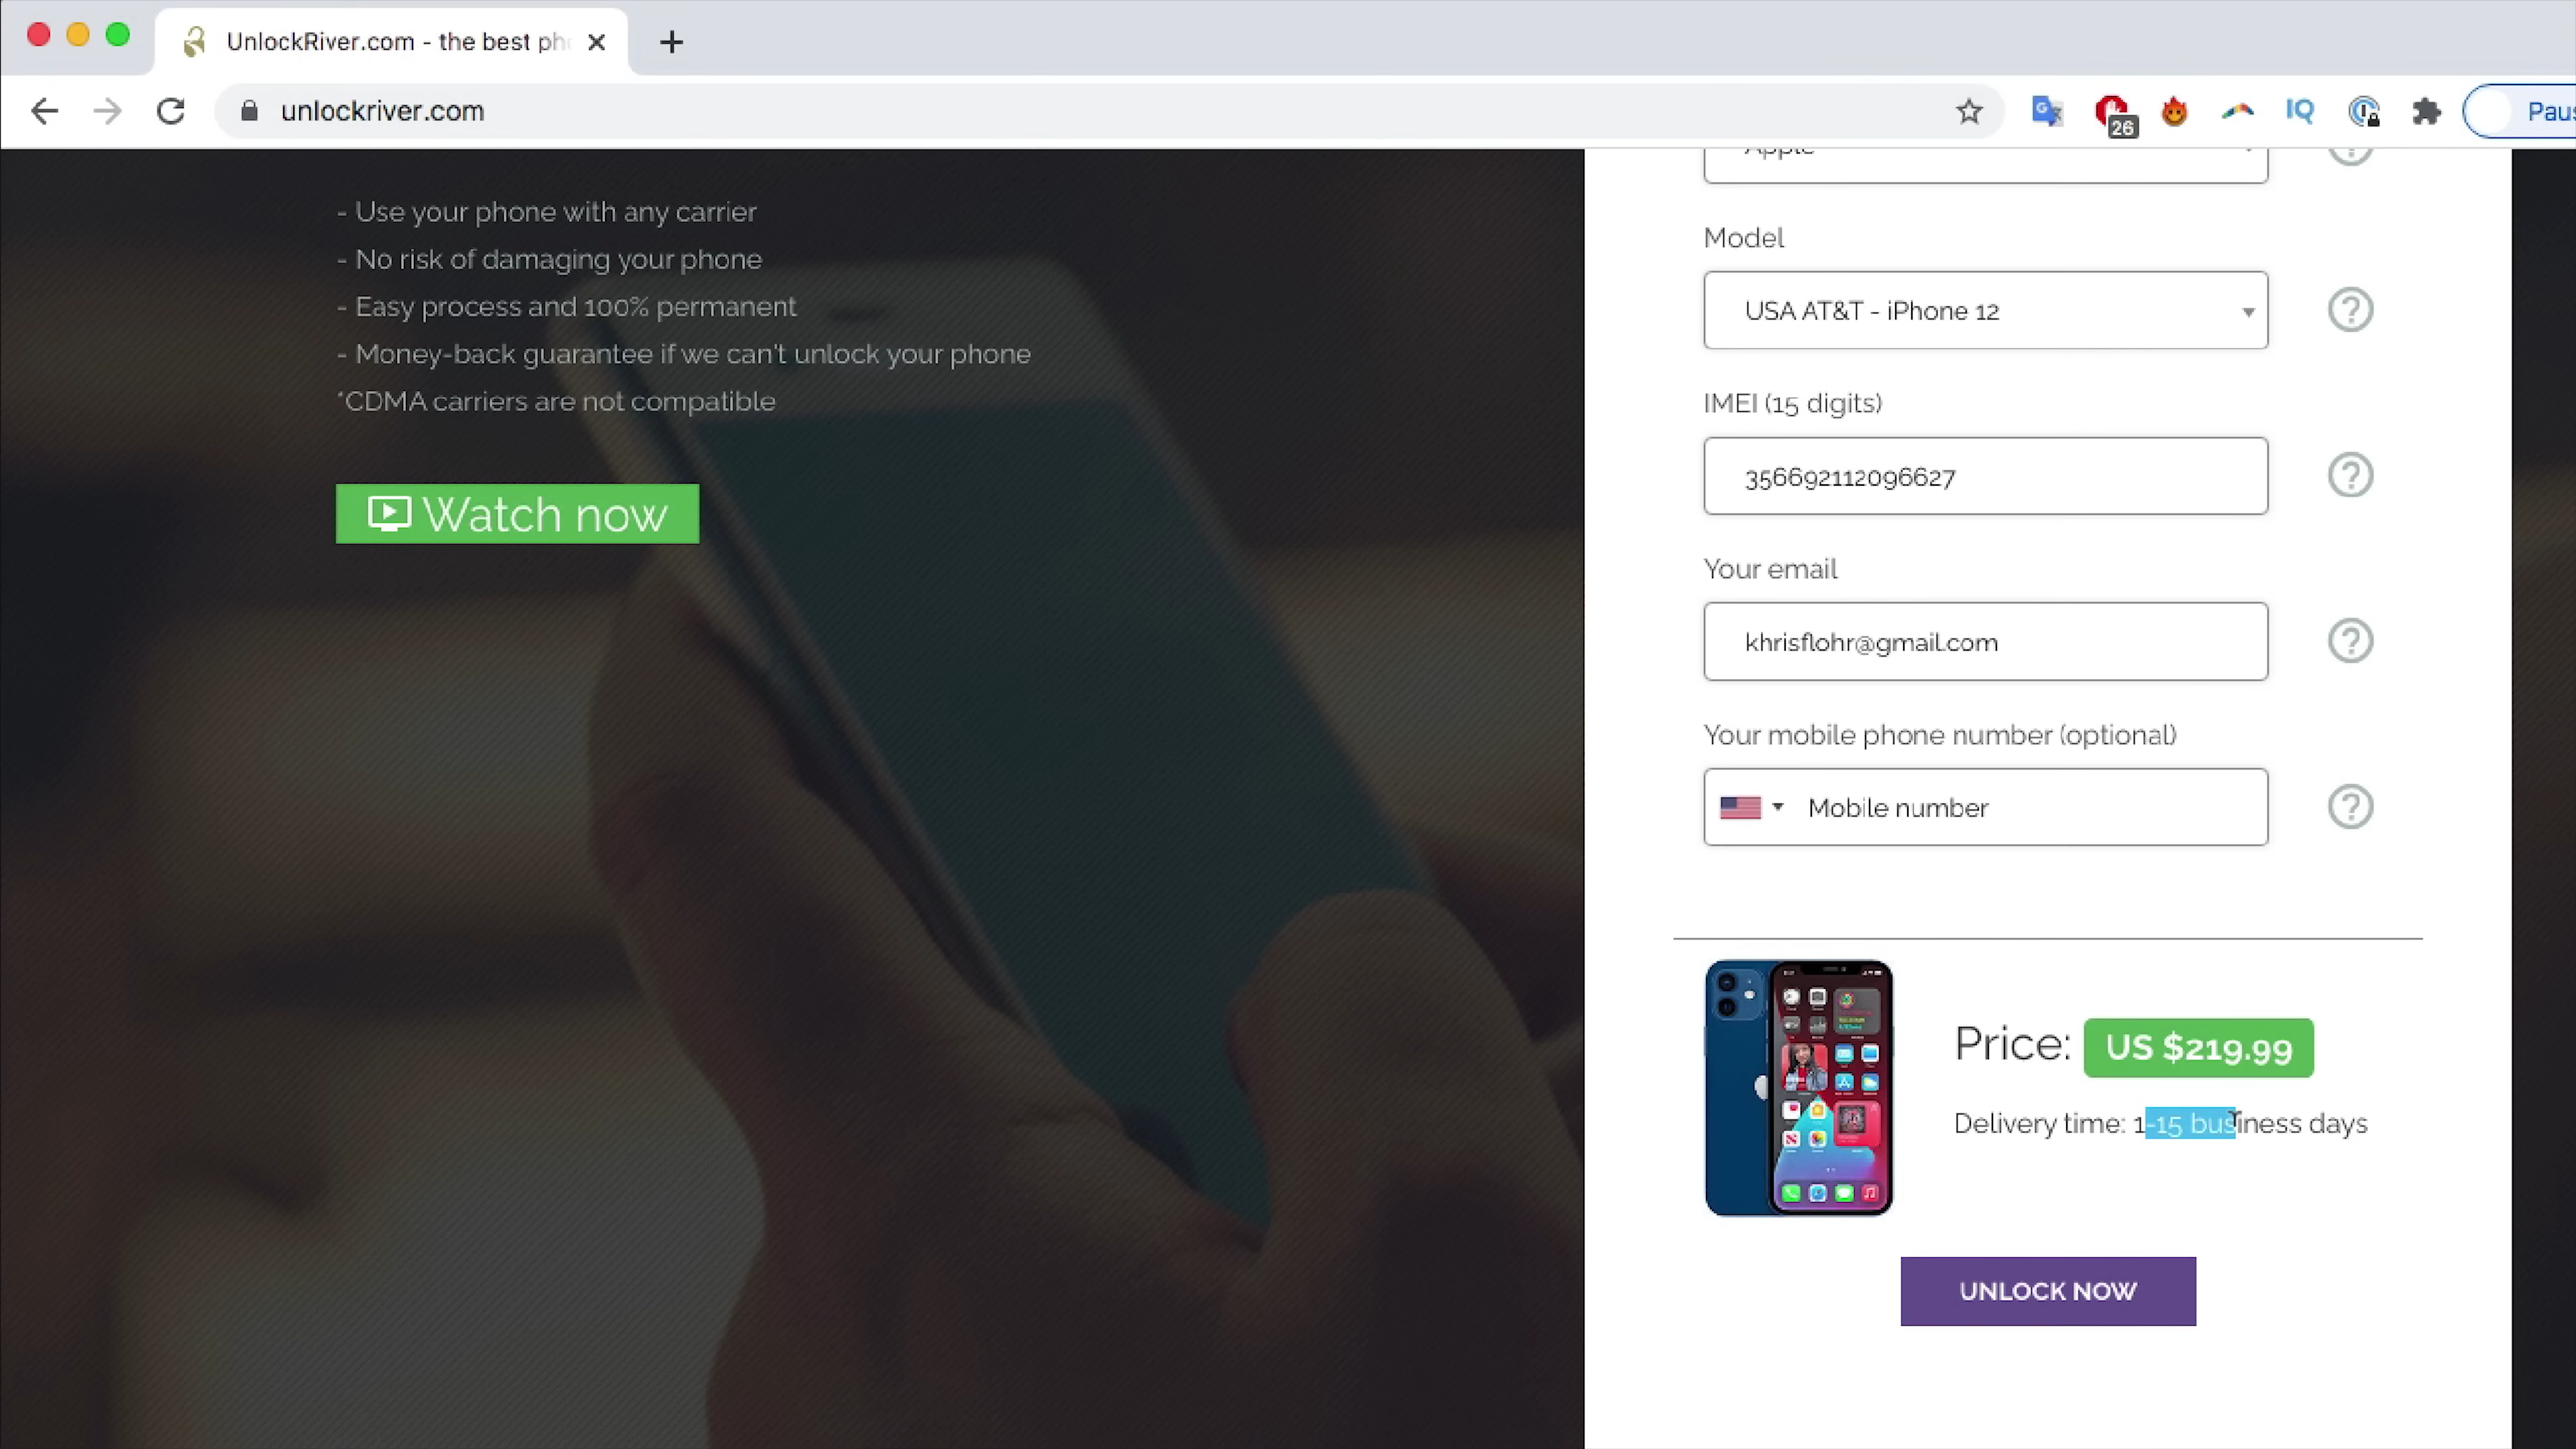 UnlockRiver.com - the best pho
unlockriver.com
26
Paus
Apple
- Use your phone with any carrier
- No risk of damaging your phone
- Easy process and 100% permanent
- Money-back guarantee if we can't unlock your phone
*CDMA carriers are not compatible
Watch now
Model
USA AT&T - iPhone 12
IMEI (15 digits)
356692112096627
Your email
khrisflohr@gmail.com
Your mobile phone number (optional)
Mobile number
Price: US $219.99
Delivery time: 1-15 business days
UNLOCK NOW